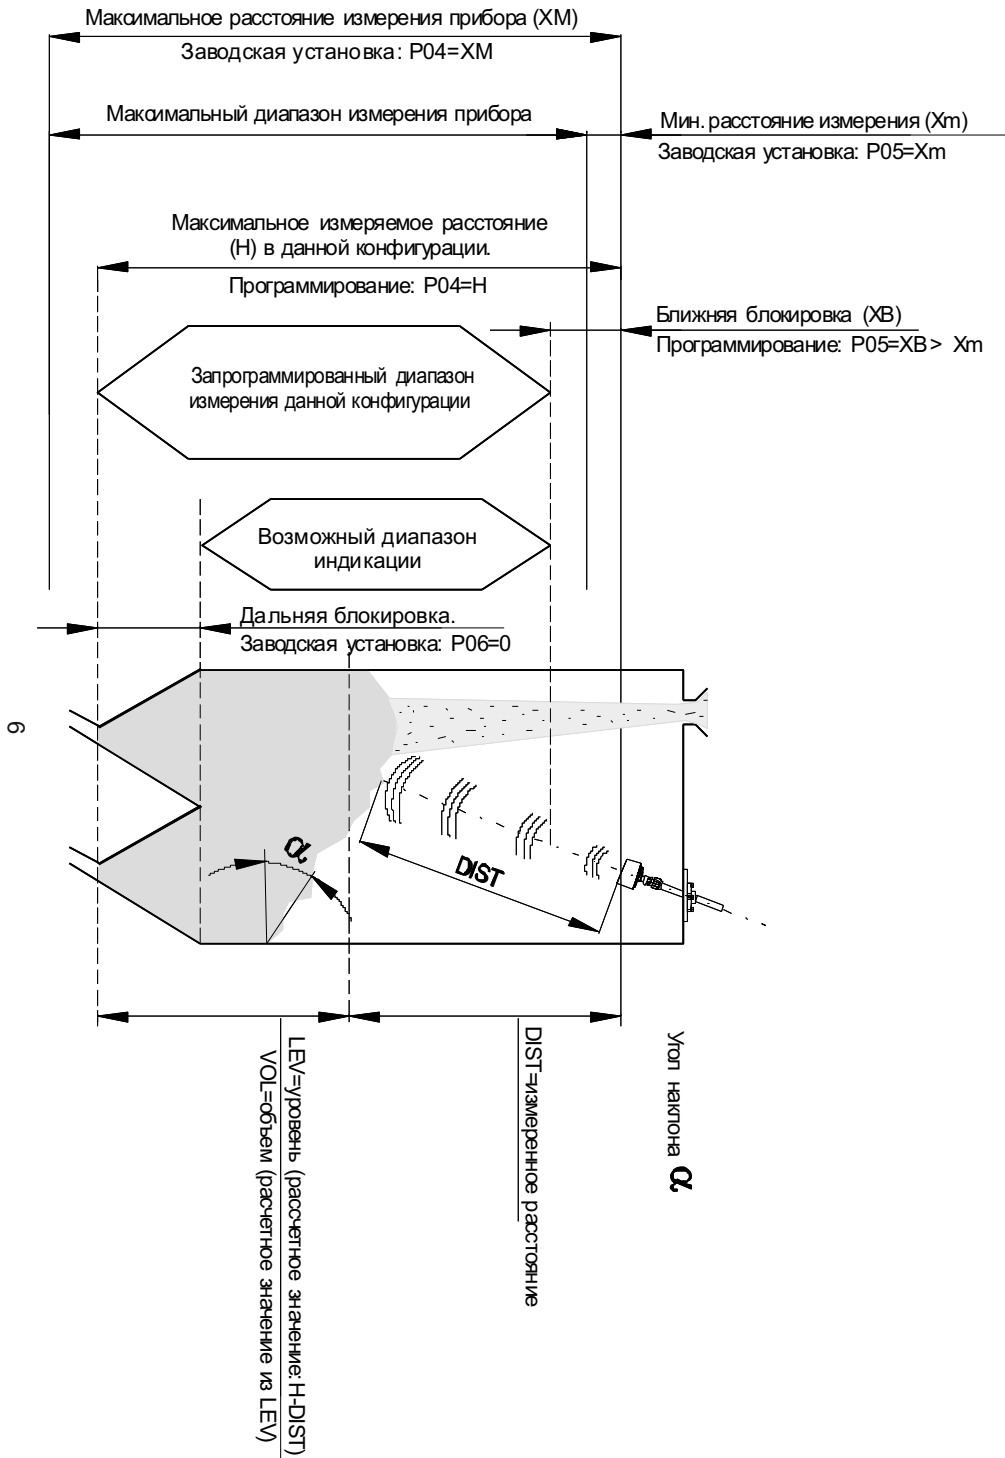 Максимальное расстояние измерения прибора (XM)
Заводская установка: P04=XM
Максимальный диапазон измерения прибора
Мин. расстояние измерения (Xm)
Заводская установка: P05=Xm
Максимальное измеряемое расстояние
(H) в данной конфигурации.
Программирование: P04=H
Ближняя блокировка (XB)
Программирование: P05=XB> Xm
Запрограммированный диапазон
измерения данной конфигурации
Возможный диапазон
индикации
Дальняя блокировка.
Заводская установка: P06=0
9
α
DIST
Угол наклона α
DIST=измеренное расстояние
LEV=уровень (рассчетное значение: H-DIST)
VOL=объем (расчетное значение из LEV)